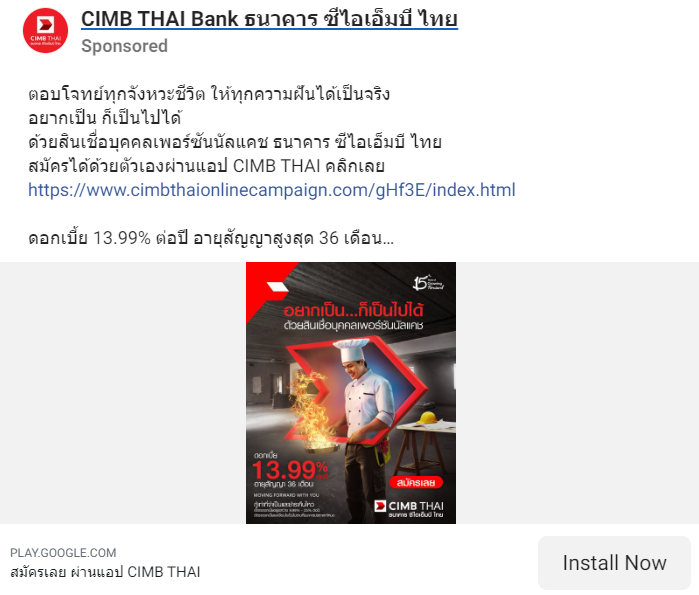 CIMB THAI Bank ธนาคาร ซีไอเอ็มบี ไทย
Sponsored
ตอบโจทย์ทุกจังหวะชีวิต ให้ทุกความฝันได้เป็นจริง
อยากเป็น ก็เป็นไปได้
ด้วยสินเชื่อบุคคลเพอร์ซันนัลแคช ธนาคาร ซีไอเอ็มบี ไทย
สมัครได้ด้วยตัวเองผ่านแอป CIMB THAI คลิกเลย
https://www.cimbthaionlinecampaign.com/gHf3E/index.html
ดอกเบี้ย 13.99% ต่อปี อายุสัญญาสูงสุด 36 เดือน...
15
อยากเป็น...ก็เป็นไปได้
ด้วยสินเชื่อบุคคลเพอร์ซันนัลแคช
ดอกเบี้ย
13.99%
อายุสัญญา 36 เดือน
สมัครเลย
MOVING FORWARD WITH YOU
CIMB THAI
ธนาคาร ซีไอเอ็มบี ไทย
PLAY.GOOGLE.COM
สมัครเลย ผ่านแอป CIMB THAI
Install Now